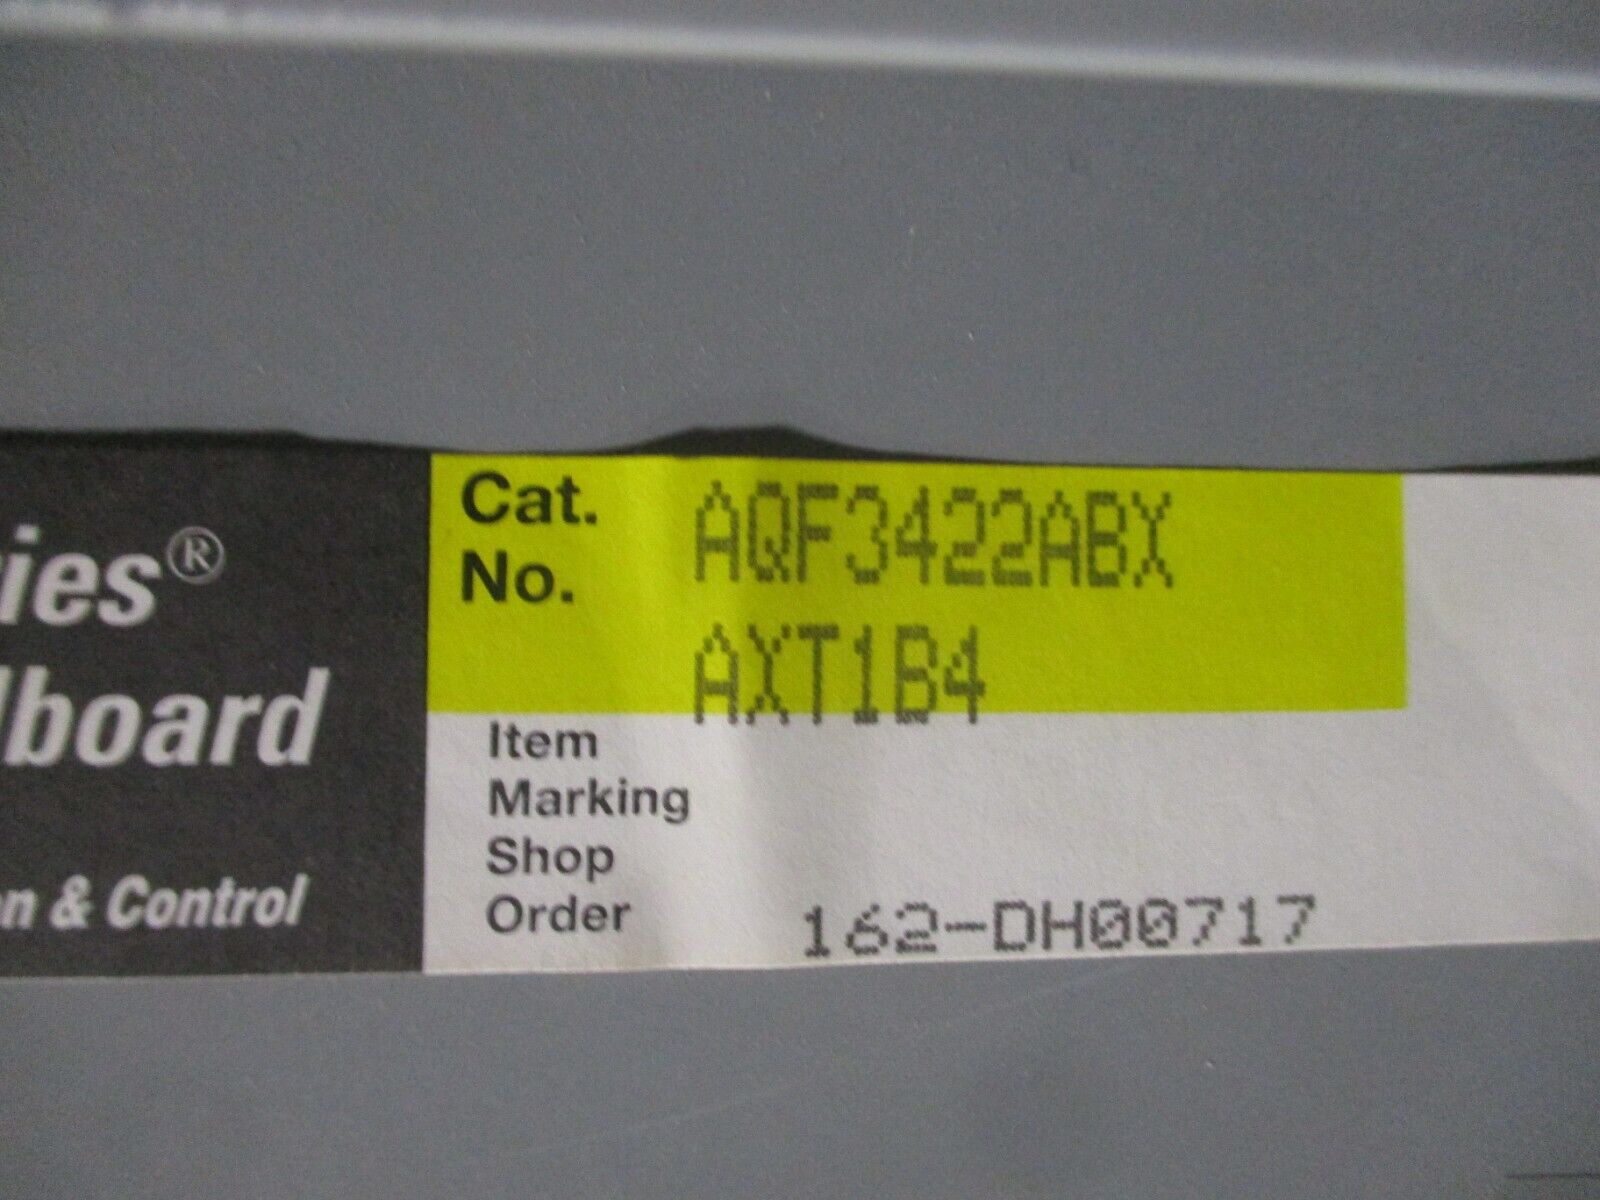 ies®
lboard
n & Control
Cat. No.
AQF3422ABX
AXT1B4
Item
Marking
Shop
Order
162-DH00717